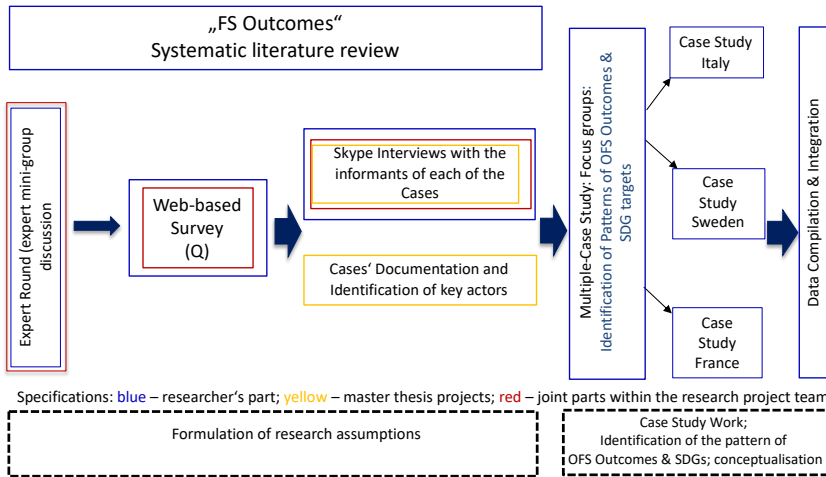 „FS Outcomes“
Systematic literature review
Expert Round (expert mini-group
discussion
Web-based
Survey
(Q)
Skype Interviews with the
informants of each of the
Cases
Cases‘ Documentation and
Identification of key actors
Multiple-Case Study: Focus groups:
Identification of Patterns of OFS Outcomes &
SDG targets
Case Study
Italy
Case
Study
Sweden
Case
Study
France
Data Compilation & Integration
Specifications: blue – researcher‘s part; yellow – master thesis projects; red – joint parts within the research project team
Formulation of research assumptions
Case Study Work;
Identification of the pattern of
OFS Outcomes & SDGs; conceptualisation